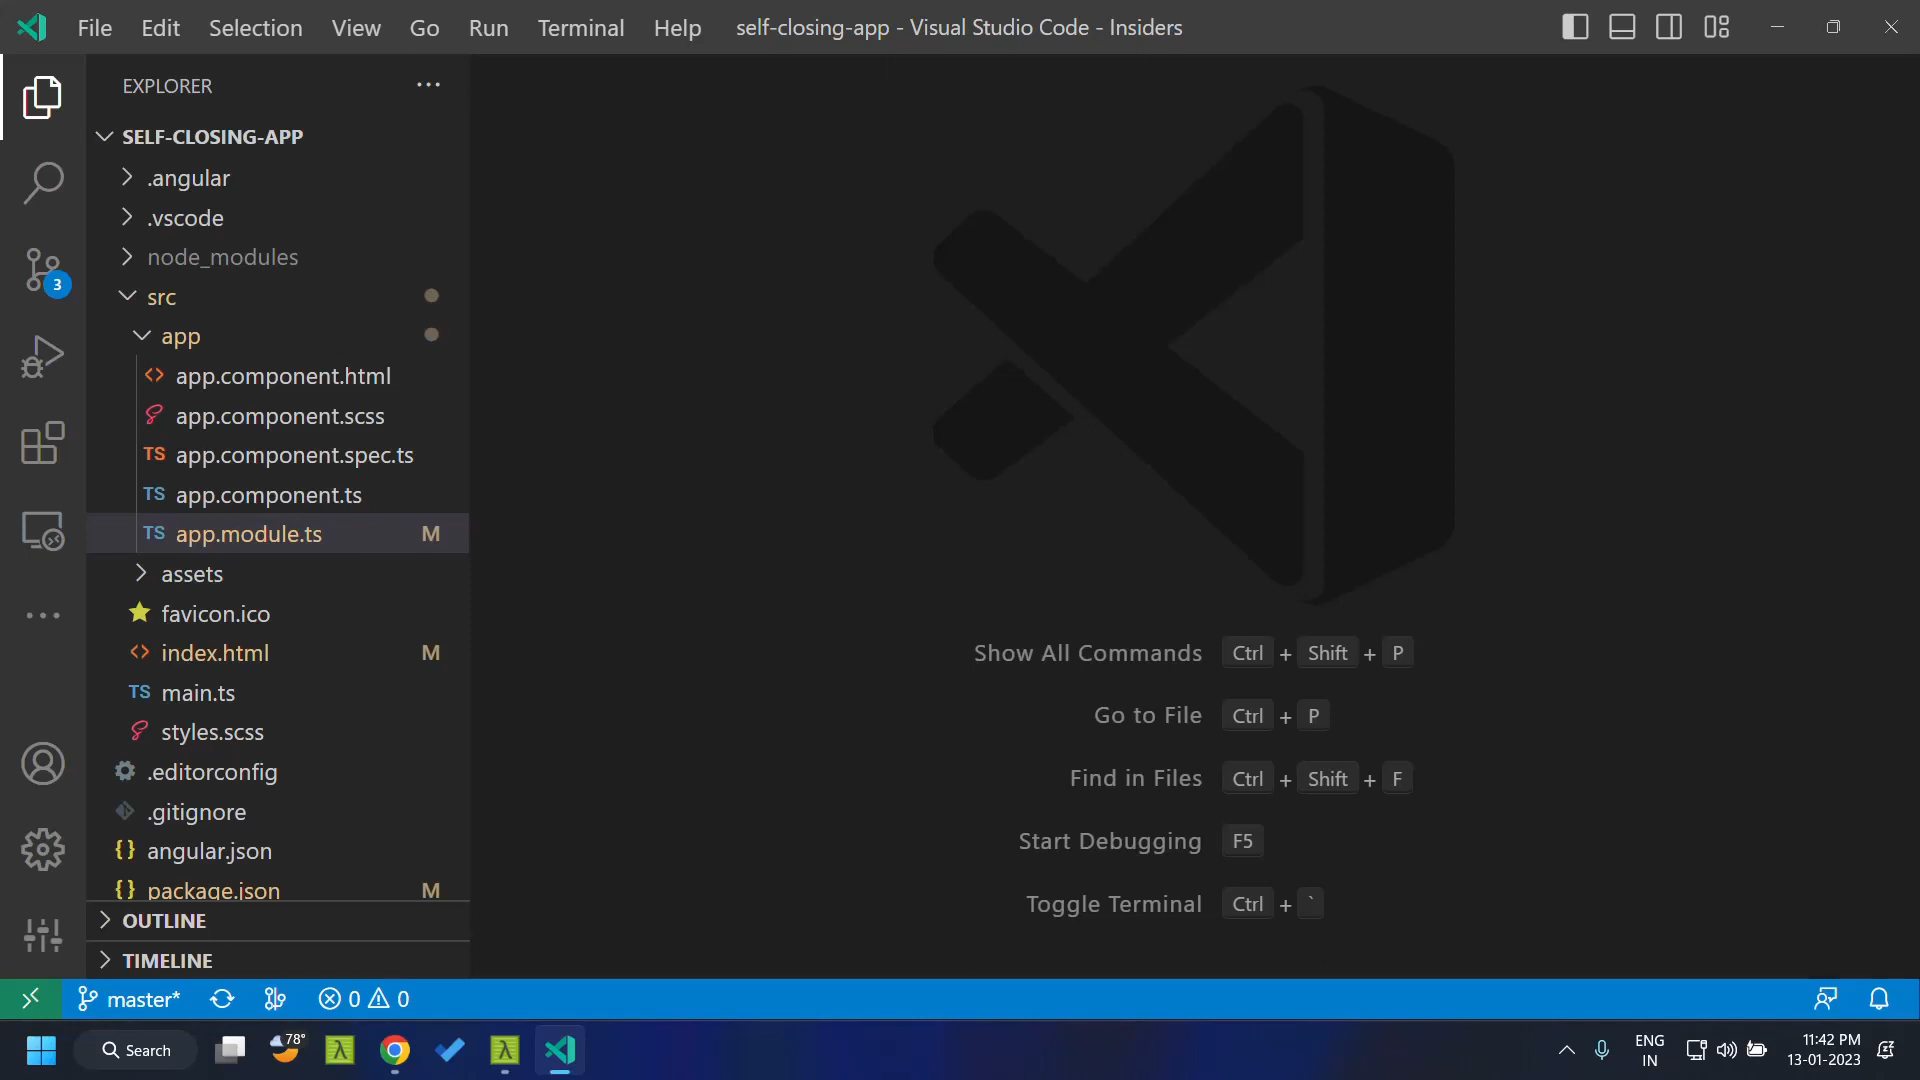 File Edit Selection View Go Run Terminal Help self-closing-app - Visual Studio Code - Insiders
EXPLORER
SELF-CLOSING-APP
.angular
.vscode
node_modules
src
app
app.component.html
app.component.scss
TS app.component.spec.ts
TS app.component.ts
TS app.module.ts M
assets
favicon.ico
index.html M
TS main.ts
styles.scss
.editorconfig
.gitignore
{} angular.json
{} package.json M
OUTLINE
TIMELINE
3
Show All Commands Ctrl + Shift + P
Go to File Ctrl + P
Find in Files Ctrl + Shift + F
Start Debugging F5
Toggle Terminal Ctrl + `
master* 0 0
Search 78° λ λ ENG 11:42 PM
IN 13-01-2023